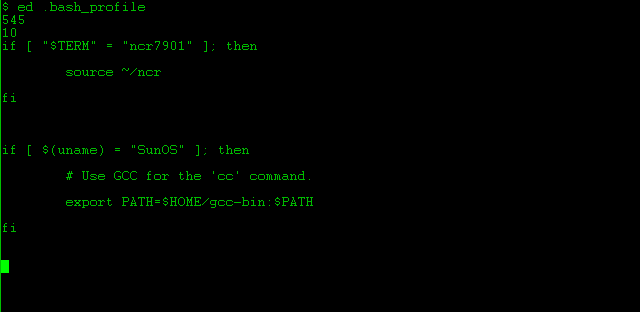 $ ed .bash_profile
545
10
if [ "$TERM" = "ncr7901" ]; then
source ~/ncr
fi
if [ $(uname) = "SunOS" ]; then
# Use GCC for the 'cc' command.
export PATH=$HOME/gcc-bin:$PATH
fi